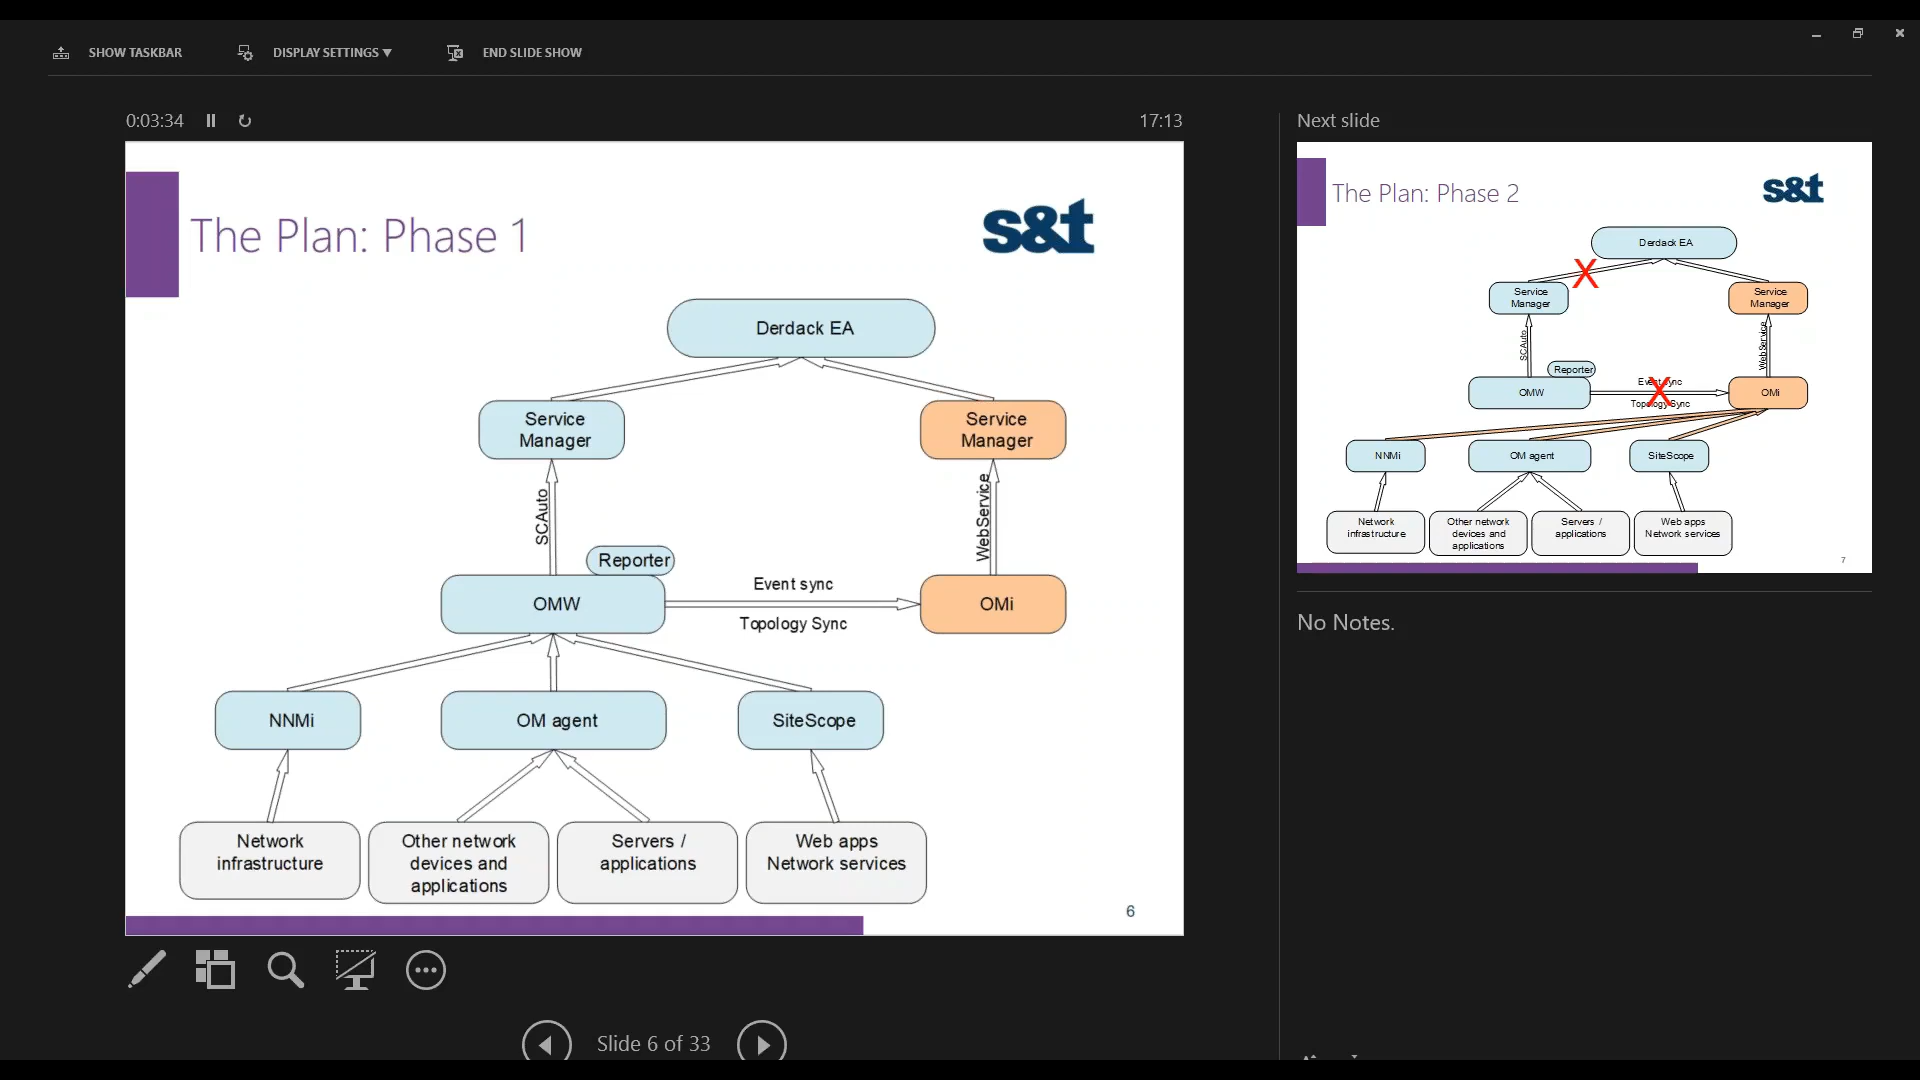 SHOW TASKBAR
DISPLAY SETTINGS
END SLIDE SHOW
0:03:34
17:13
The Plan: Phase 1
s&t
Derdack EA
Service
Manager
Service
Manager
SCAuto
WebService
Reporter
OMW
Event sync
Topology Sync
OMi
NNMi
OM agent
SiteScope
Network
infrastructure
Other network
devices and
applications
Servers /
applications
Web apps
Network services
6
Slide 6 of 33
Next slide
The Plan: Phase 2
s&t
Derdack EA
X
Service
Manager
Service
Manager
SCAuto
WebService
Reporter
OMW
Event sync
X
Topology Sync
OMi
NNMi
OM agent
SiteScope
Network
infrastructure
Other network
devices and
applications
Servers /
applications
Web apps
Network services
7
No Notes.